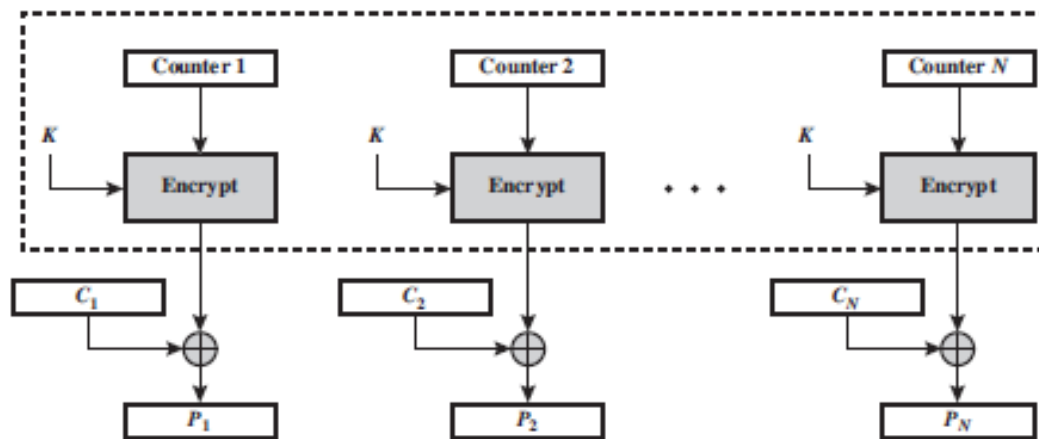 Counter 1 Counter 2 Counter N
K K K
Encrypt Encrypt . . . Encrypt
C1 C2 CN
P1 P2 PN